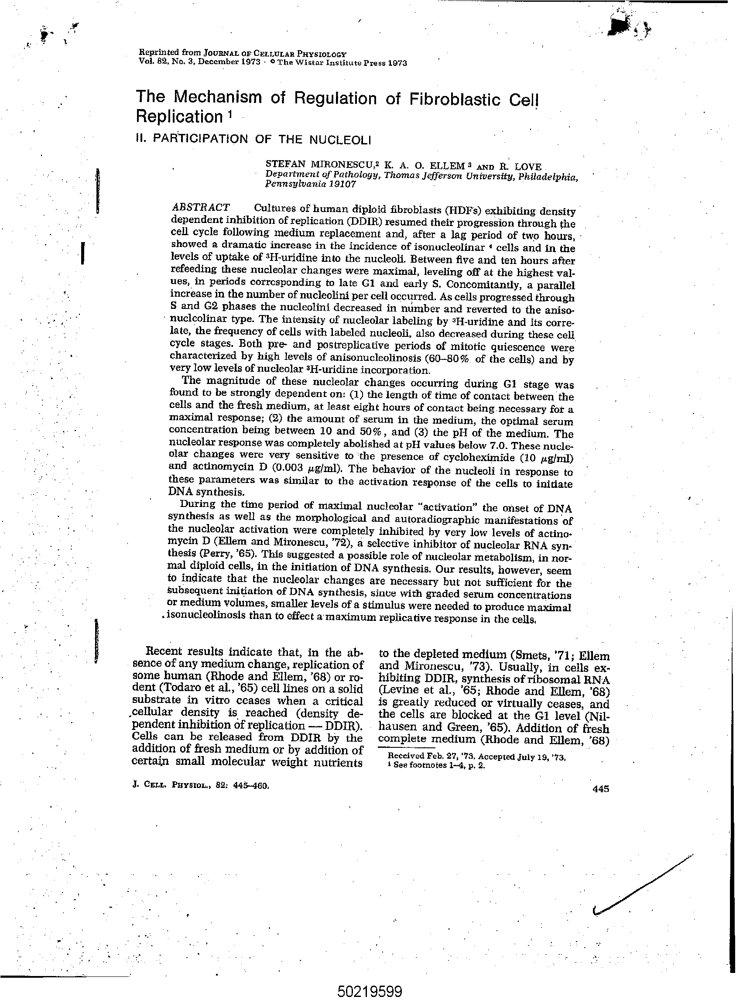 Reprinted from JOURNAL OF CELLULAR PHYSIOLOGY
Vol. 82, No. 3, December 1973 · © The Wistar Institute Press 1973
The Mechanism of Regulation of Fibroblastic Cell
Replication ¹
II. PARTICIPATION OF THE NUCLEOLI
STEFAN MIRONESCU,² K. A. O. ELLEM ³ AND R. LOVE
Department of Pathology, Thomas Jefferson University, Philadelphia,
Pennsylvania 19107
ABSTRACT Cultures of human diploid fibroblasts (HDFs) exhibiting density
dependent inhibition of replication (DDIR) resumed their progression through the
cell cycle following medium replacement and, after a lag period of two hours,
showed a dramatic increase in the incidence of isonucleolinar ⁴ cells and in the
levels of uptake of ³H-uridine into the nucleoli. Between five and ten hours after
refeeding these nucleolar changes were maximal, leveling off at the highest val-
ues, in periods corresponding to late G1 and early S. Concomitantly, a parallel
increase in the number of nucleolini per cell occurred. As cells progressed through
S and G2 phases the nucleolini decreased in number and reverted to the aniso-
nucleolinar type. The intensity of nucleolar labeling by ³H-uridine and its corre-
late, the frequency of cells with labeled nucleoli, also decreased during these cell
cycle stages. Both pre- and postreplicative periods of mitotic quiescence were
characterized by high levels of anisonucleolinosis (60–80% of the cells) and by
very low levels of nucleolar ³H-uridine incorporation.
The magnitude of these nucleolar changes occurring during G1 stage was
found to be strongly dependent on: (1) the length of time of contact between the
cells and the fresh medium, at least eight hours of contact being necessary for a
maximal response; (2) the amount of serum in the medium, the optimal serum
concentration being between 10 and 50%, and (3) the pH of the medium. The
nucleolar response was completely abolished at pH values below 7.0. These nucle-
olar changes were very sensitive to the presence of cycloheximide (10 μg/ml)
and actinomycin D (0.003 μg/ml). The behavior of the nucleoli in response to
these parameters was similar to the activation response of the cells to initiate
DNA synthesis.
During the time period of maximal nucleolar "activation" the onset of DNA
synthesis as well as the morphological and autoradiographic manifestations of
the nucleolar activation were completely inhibited by very low levels of actino-
mycin D (Ellem and Mironescu, '72), a selective inhibitor of nucleolar RNA syn-
thesis (Perry, '65). This suggested a possible role of nucleolar metabolism, in nor-
mal diploid cells, in the initiation of DNA synthesis. Our results, however, seem
to indicate that the nucleolar changes are necessary but not sufficient for the
subsequent initiation of DNA synthesis, since with graded serum concentrations
or medium volumes, smaller levels of a stimulus were needed to produce maximal
isonucleolinosis than to effect a maximum replicative response in the cells.
Recent results indicate that, in the ab-
sence of any medium change, replication of
some human (Rhode and Ellem, '68) or ro-
dent (Todaro et al., '65) cell lines on a solid
substrate in vitro ceases when a critical
cellular density is reached (density de-
pendent inhibition of replication — DDIR).
Cells can be released from DDIR by the
addition of fresh medium or by addition of
certain small molecular weight nutrients
to the depleted medium (Smets, '71; Ellem
and Mironescu, '73). Usually, in cells ex-
hibiting DDIR, synthesis of ribosomal RNA
(Levine et al., '65; Rhode and Ellem, '68)
is greatly reduced or virtually ceases, and
the cells are blocked at the G1 level (Nil-
hausen and Green, '65). Addition of fresh
complete medium (Rhode and Ellem, '68)
Received Feb. 27, '73. Accepted July 19, '73.
¹ See footnotes 1–4, p. 2.
J. CELL. PHYSIOL., 82: 445–460.
445
50219599